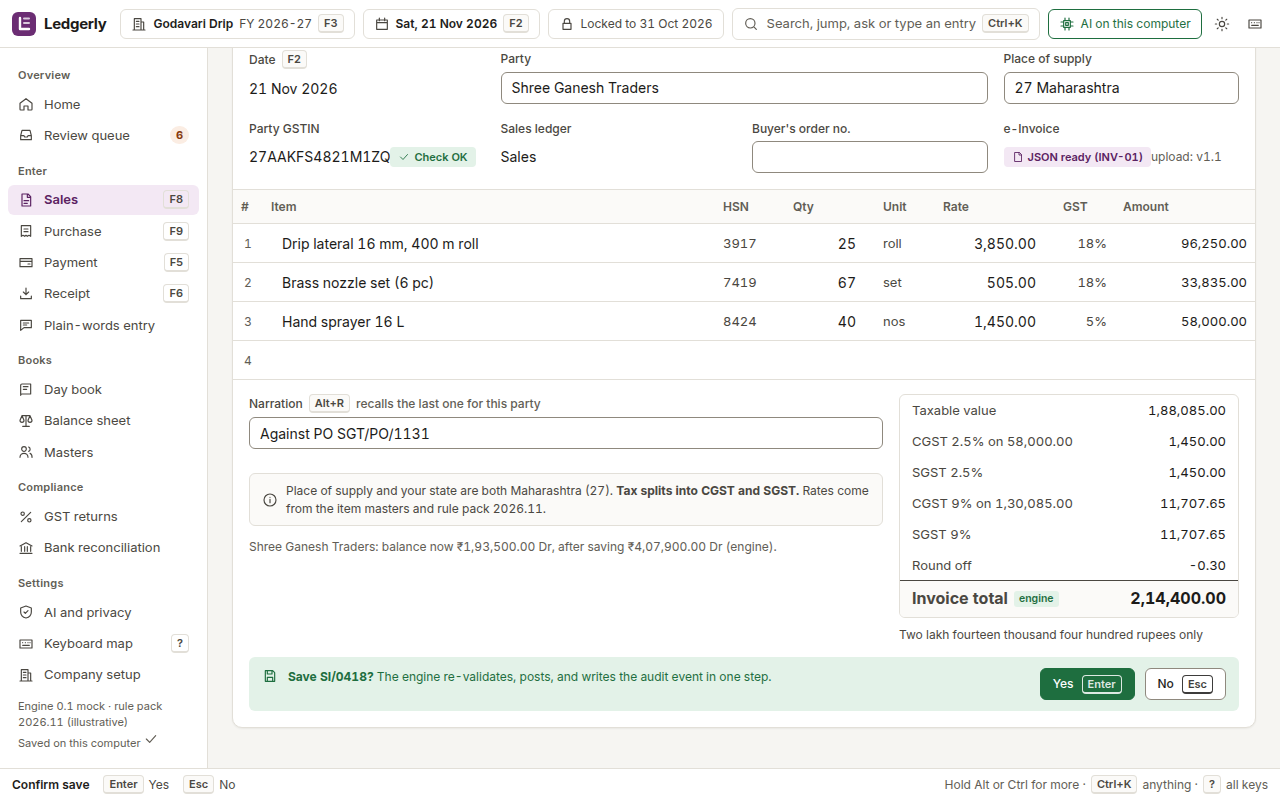 Ledgerly
Godavari Drip FY 2026-27 F3
Sat, 21 Nov 2026 F2
Locked to 31 Oct 2026
Search, jump, ask or type an entry Ctrl+K
AI on this computer
Overview
Home
Review queue 6
Enter
Sales F8
Purchase F9
Payment F5
Receipt F6
Plain-words entry
Books
Day book
Balance sheet
Masters
Compliance
GST returns
Bank reconciliation
Settings
AI and privacy
Keyboard map ?
Company setup
Engine 0.1 mock · rule pack
2026.11 (illustrative)
Saved on this computer
Date F2 Party Place of supply
21 Nov 2026 Shree Ganesh Traders 27 Maharashtra
Party GSTIN Sales ledger Buyer's order no. e-Invoice
27AAKFS4821M1ZQ Check OK Sales JSON ready (INV-01) upload: v1.1
# Item HSN Qty Unit Rate GST Amount
1 Drip lateral 16 mm, 400 m roll 3917 25 roll 3,850.00 18% 96,250.00
2 Brass nozzle set (6 pc) 7419 67 set 505.00 18% 33,835.00
3 Hand sprayer 16 L 8424 40 nos 1,450.00 5% 58,000.00
4
Narration Alt+R recalls the last one for this party
Against PO SGT/PO/1131
Place of supply and your state are both Maharashtra (27). Tax splits into CGST and SGST. Rates come
from the item masters and rule pack 2026.11.
Shree Ganesh Traders: balance now ₹1,93,500.00 Dr, after saving ₹4,07,900.00 Dr (engine).
Taxable value 1,88,085.00
CGST 2.5% on 58,000.00 1,450.00
SGST 2.5% 1,450.00
CGST 9% on 1,30,085.00 11,707.65
SGST 9% 11,707.65
Round off -0.30
Invoice total engine 2,14,400.00
Two lakh fourteen thousand four hundred rupees only
Save SI/0418? The engine re-validates, posts, and writes the audit event in one step.
Yes Enter No Esc
Confirm save Enter Yes Esc No
Hold Alt or Ctrl for more · Ctrl+K anything · ? all keys